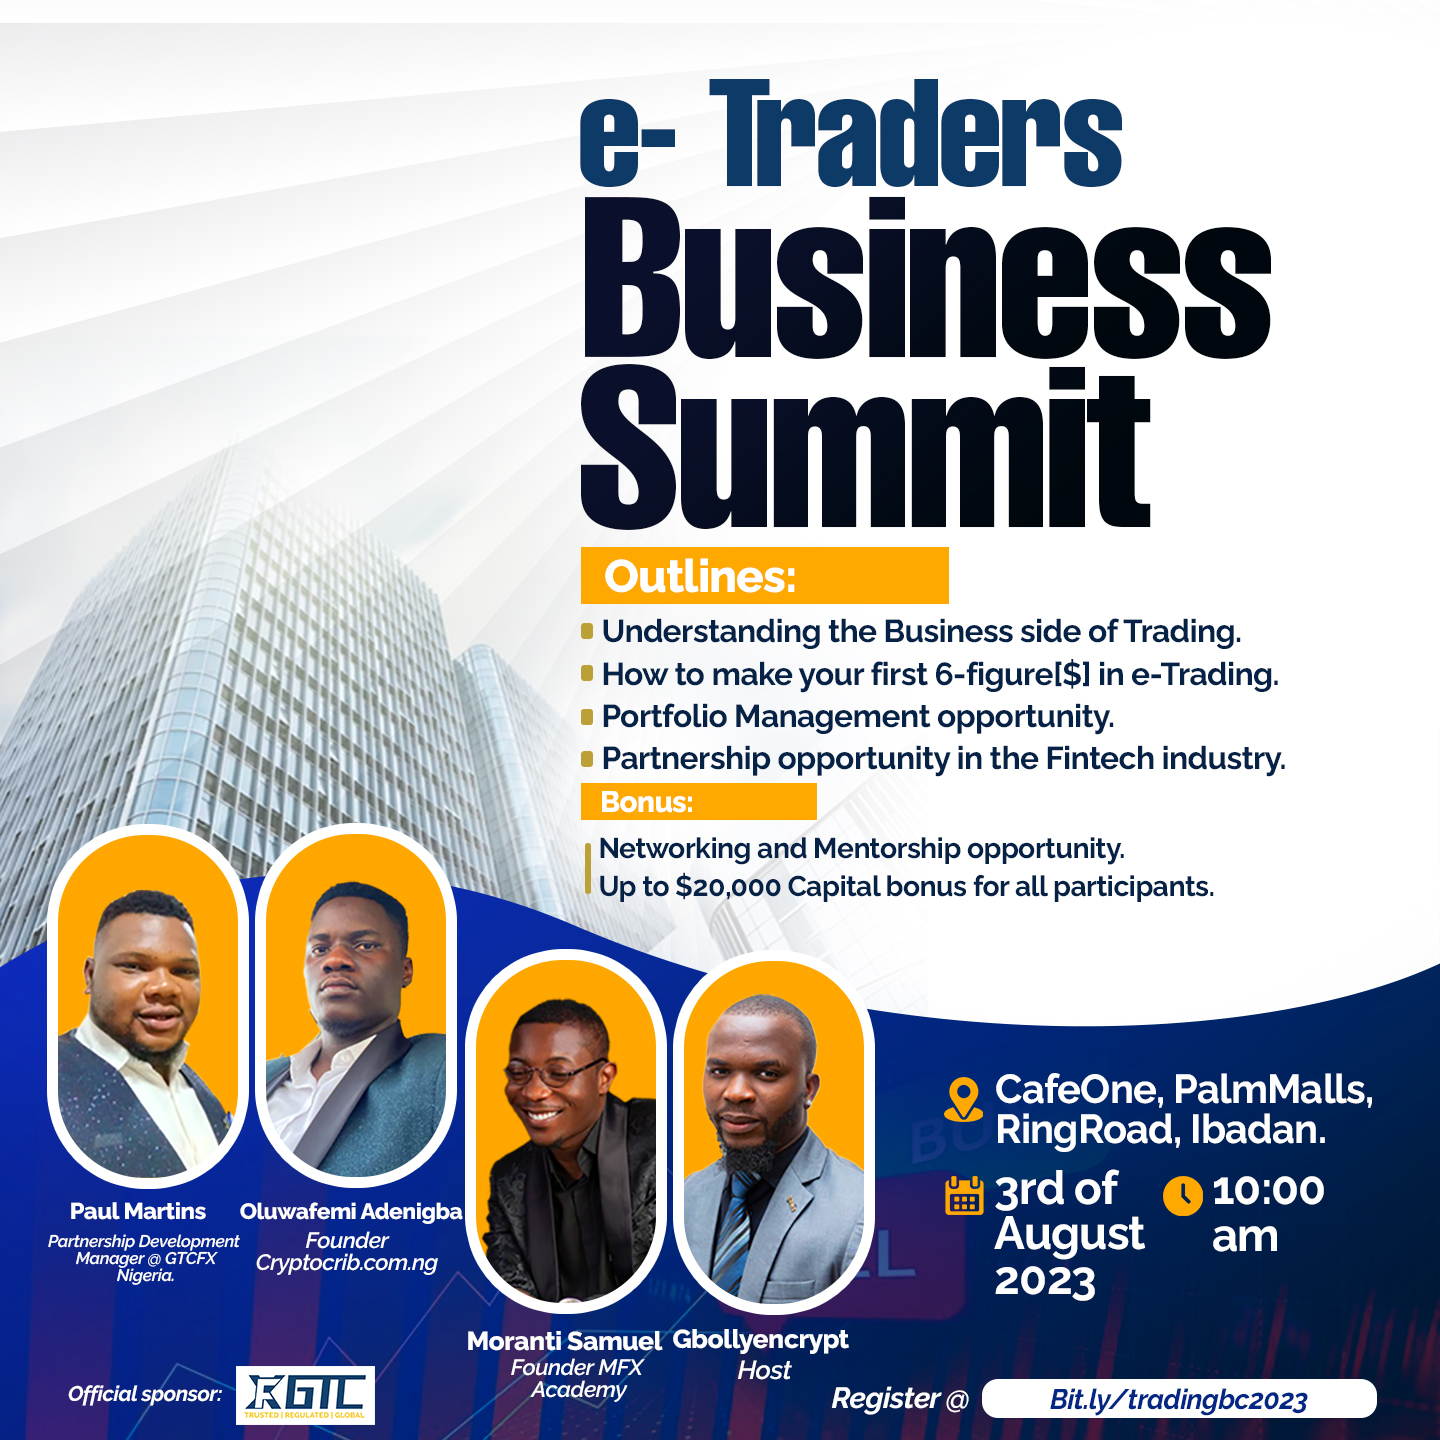 e- Traders
Business
Summit
Outlines:
Understanding the Business side of Trading.
How to make your first 6-figure[$] in e-Trading.
Portfolio Management opportunity.
Partnership opportunity in the Fintech industry.
Bonus:
Networking and Mentorship opportunity.
Up to $20,000 Capital bonus for all participants.
Paul Martins
Partnership Development
Manager @ GTCFX
Nigeria.
Oluwafemi Adenigba
Founder
Cryptocrib.com.ng
Moranti Samuel
Founder MFX
Academy
Gbollyencrypt
Host
CafeOne, PalmMalls,
RingRoad, Ibadan.
3rd of
August
2023
10:00
am
Official sponsor:
GTC
TRUSTED | REGULATED | GLOBAL
Register @
Bit.ly/tradingbc2023